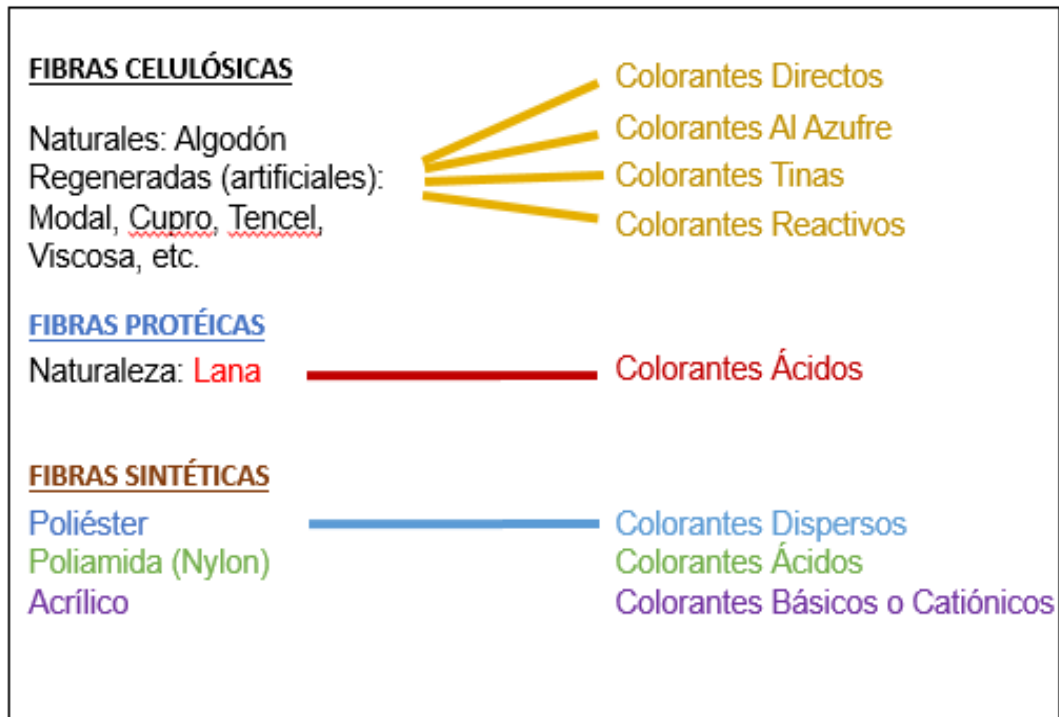 FIBRAS CELULÓSICAS
Colorantes Directos
Colorantes Al Azufre
Naturales: Algodón
Regeneradas (artificiales):
Colorantes Tinas
Modal, Cupro, Tencel,
Colorantes Reactivos
Viscosa, etc.
FIBRAS PROTÉICAS
Naturaleza: Lana
Colorantes Ácidos
FIBRAS SINTÉTICAS
Poliéster
Colorantes Dispersos
Poliamida (Nylon)
Colorantes Ácidos
Acrílico
Colorantes Básicos o Catiónicos